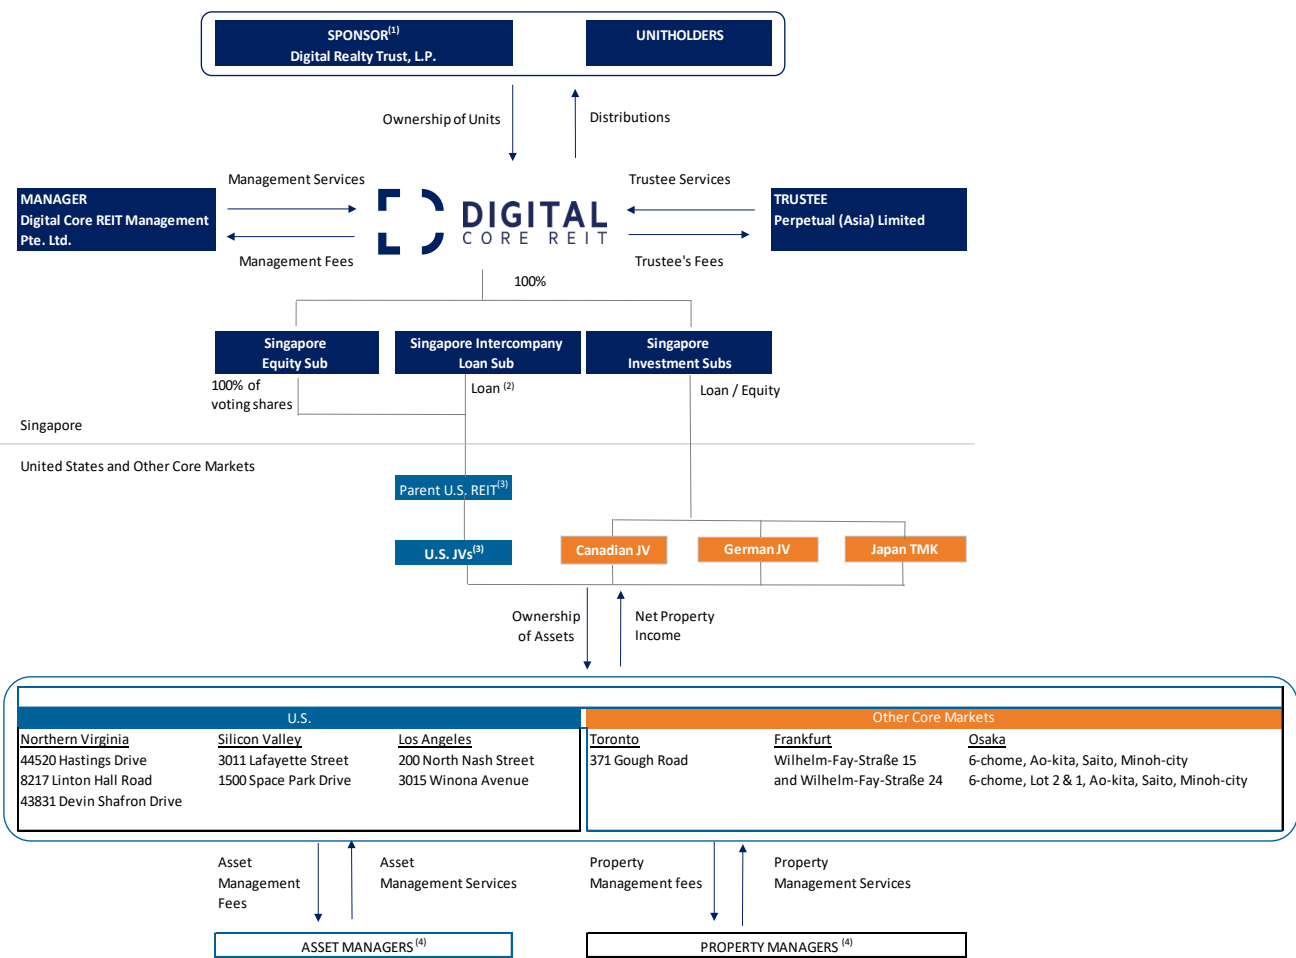 SPONSOR(1)
Digital Realty Trust, L.P.
UNITHOLDERS
Ownership of Units
Distributions
Management Services
Trustee Services
MANAGER
Digital Core REIT Management
Pte. Ltd.
DIGITAL
CORE REIT
TRUSTEE
Perpetual (Asia) Limited
Management Fees
Trustee's Fees
100%
Singapore
Equity Sub
Singapore Intercompany
Loan Sub
Singapore
Investment Subs
100% of
voting shares
Loan (2)
Loan / Equity
Singapore
United States and Other Core Markets
Parent U.S. REIT(3)
U.S. JVs(3)
Canadian JV
German JV
Japan TMK
Ownership
of Assets
Net Property
Income
U.S.
Other Core Markets
Northern Virginia
44520 Hastings Drive
8217 Linton Hall Road
43831 Devin Shafron Drive
Silicon Valley
3011 Lafayette Street
1500 Space Park Drive
Los Angeles
200 North Nash Street
3015 Winona Avenue
Toronto
371 Gough Road
Frankfurt
Wilhelm-Fay-Straße 15
and Wilhelm-Fay-Straße 24
Osaka
6-chome, Ao-kita, Saito, Minoh-city
6-chome, Lot 2 & 1, Ao-kita, Saito, Minoh-city
Asset
Management
Fees
Asset
Management Services
Property
Management fees
Property
Management Services
ASSET MANAGERS (4)
PROPERTY MANAGERS (4)